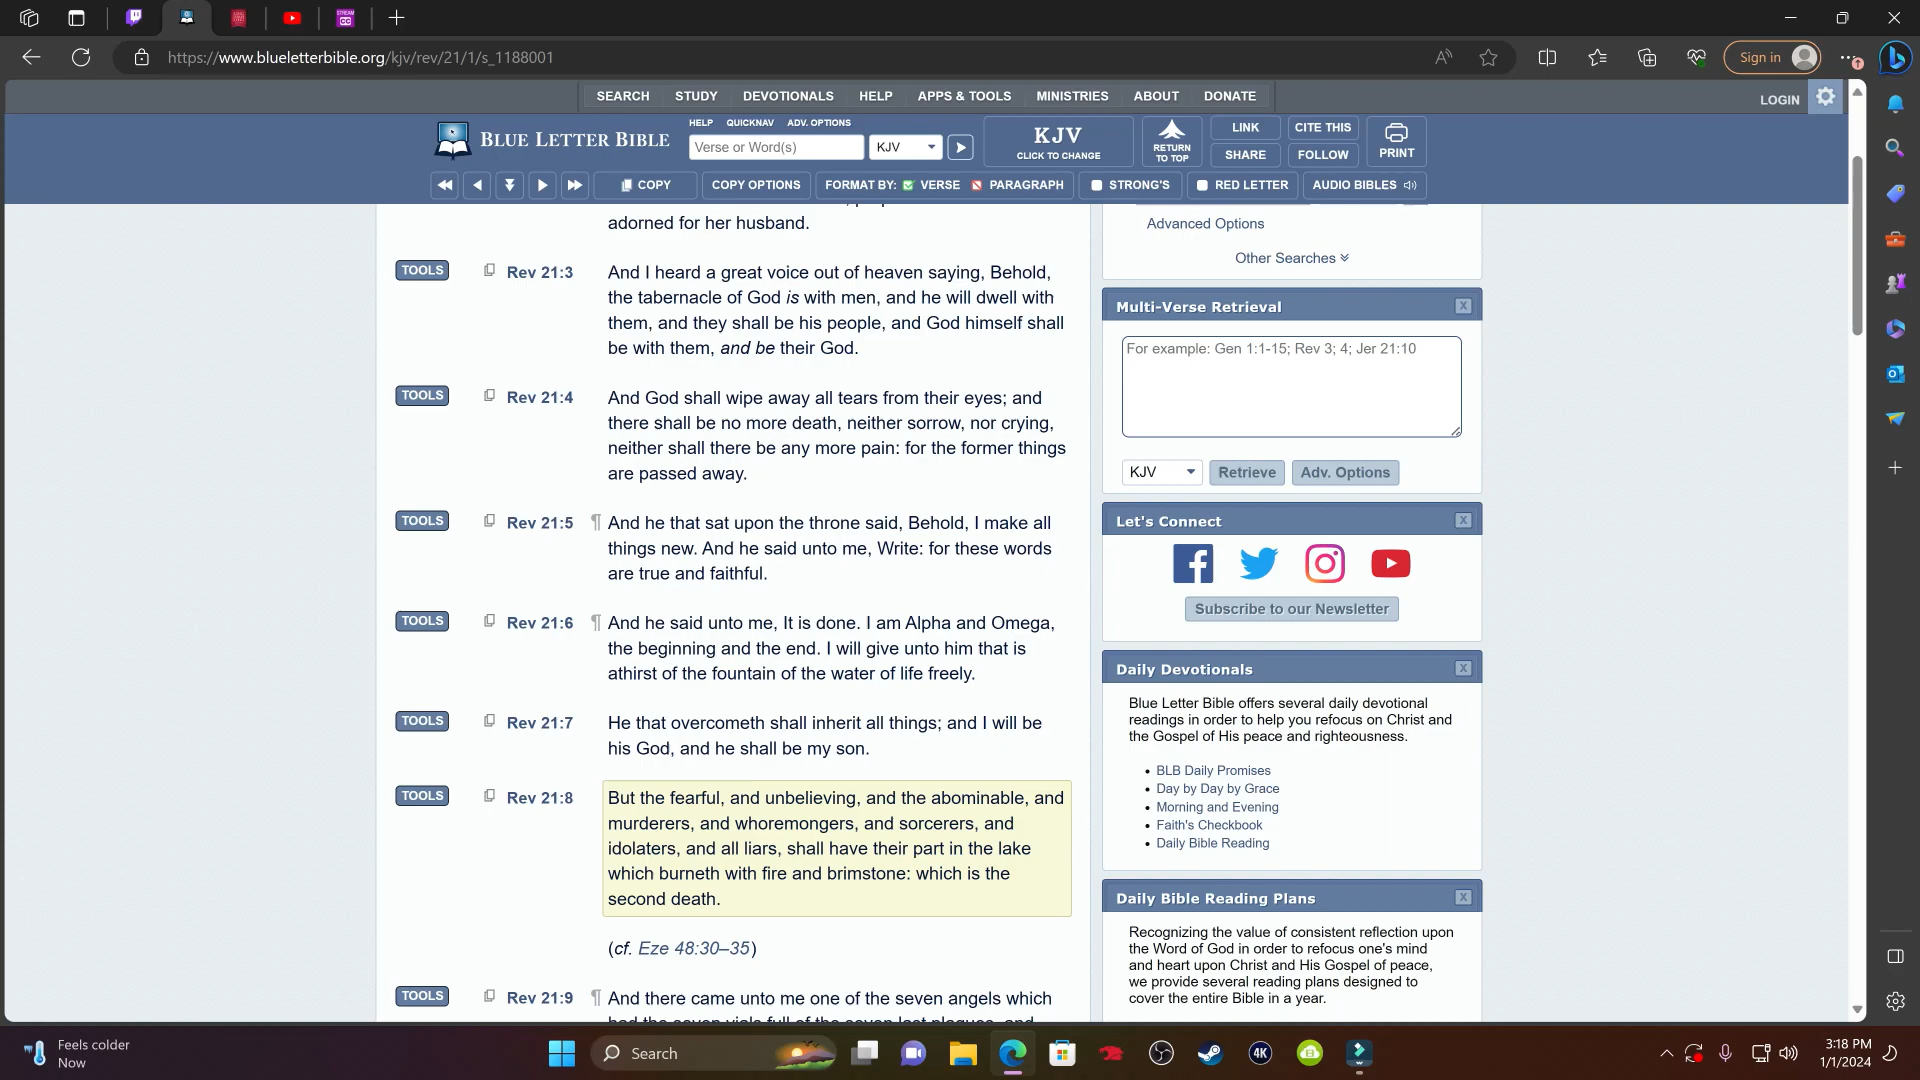 https://www.blueletterbible.org/kjv/rev/21/1/s_1188001
Sign in
SEARCH STUDY DEVOTIONALS HELP APPS & TOOLS MINISTRIES ABOUT DONATE
LOGIN
BLUE LETTER BIBLE
HELP QUICKNAV ADV. OPTIONS
Verse or Word(s)
KJV
KJV
CLICK TO CHANGE
RETURN
TO TOP
LINK
CITE THIS
SHARE
FOLLOW
PRINT
COPY
COPY OPTIONS
FORMAT BY: VERSE PARAGRAPH
STRONG'S
RED LETTER
AUDIO BIBLES
adorned for her husband.
TOOLS Rev 21:3 And I heard a great voice out of heaven saying, Behold,
the tabernacle of God is with men, and he will dwell with
them, and they shall be his people, and God himself shall
be with them, and be their God.
TOOLS Rev 21:4 And God shall wipe away all tears from their eyes; and
there shall be no more death, neither sorrow, nor crying,
neither shall there be any more pain: for the former things
are passed away.
TOOLS Rev 21:5 ¶ And he that sat upon the throne said, Behold, I make all
things new. And he said unto me, Write: for these words
are true and faithful.
TOOLS Rev 21:6 ¶ And he said unto me, It is done. I am Alpha and Omega,
the beginning and the end. I will give unto him that is
athirst of the fountain of the water of life freely.
TOOLS Rev 21:7 He that overcometh shall inherit all things; and I will be
his God, and he shall be my son.
TOOLS Rev 21:8 But the fearful, and unbelieving, and the abominable, and
murderers, and whoremongers, and sorcerers, and
idolaters, and all liars, shall have their part in the lake
which burneth with fire and brimstone: which is the
second death.
(cf. Eze 48:30–35)
TOOLS Rev 21:9 ¶ And there came unto me one of the seven angels which
had the seven vials full of the seven last plagues, and
Advanced Options
Other Searches
Multi-Verse Retrieval X
For example: Gen 1:1-15; Rev 3; 4; Jer 21:10
KJV Retrieve Adv. Options
Let's Connect X
Subscribe to our Newsletter
Daily Devotionals X
Blue Letter Bible offers several daily devotional
readings in order to help you refocus on Christ and
the Gospel of His peace and righteousness.
• BLB Daily Promises
• Day by Day by Grace
• Morning and Evening
• Faith's Checkbook
• Daily Bible Reading
Daily Bible Reading Plans X
Recognizing the value of consistent reflection upon
the Word of God in order to refocus one's mind
and heart upon Christ and His Gospel of peace,
we provide several reading plans designed to
cover the entire Bible in a year.
Feels colder
Now
Search
4K
3:18 PM
1/1/2024